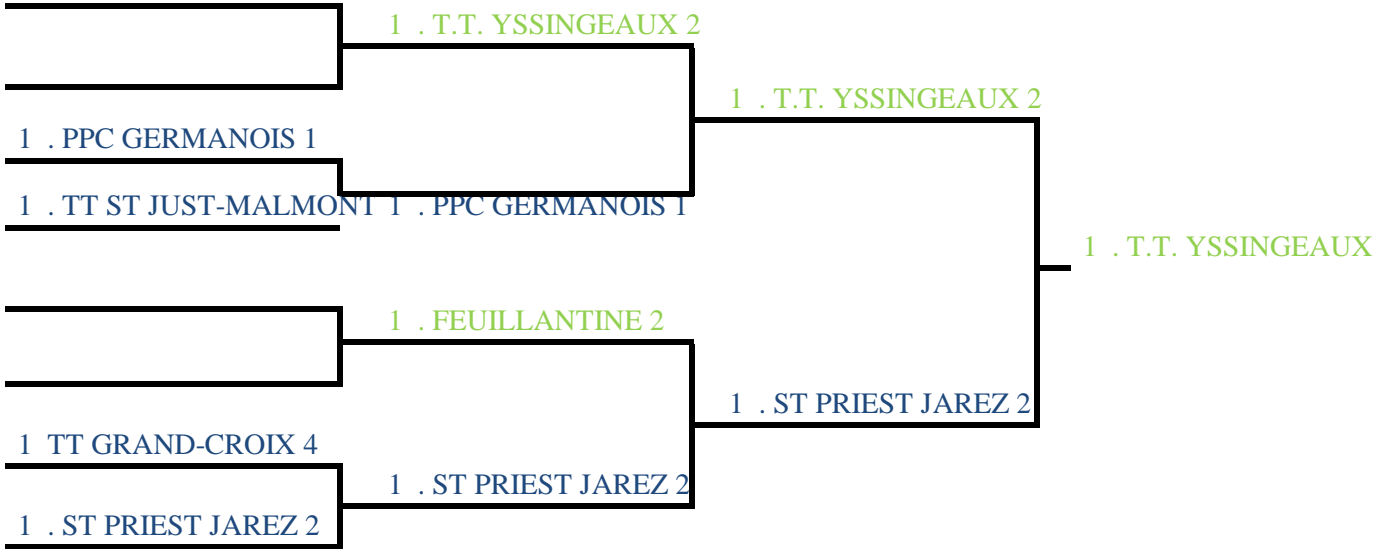 1 . T.T. YSSINGEAUX 2
1 . T.T. YSSINGEAUX 2
1 . PPC GERMANOIS 1
1 . TT ST JUST-MALMONT 1 . PPC GERMANOIS 1
1 . T.T. YSSINGEAUX
1 . FEUILLANTINE 2
1 . ST PRIEST JAREZ 2
1 TT GRAND-CROIX 4
1 . ST PRIEST JAREZ 2
1 . ST PRIEST JAREZ 2